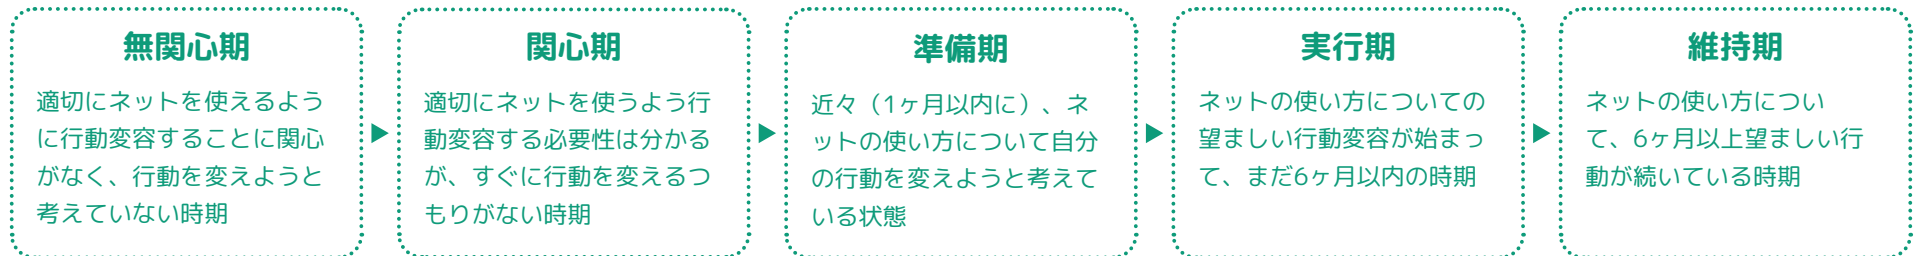 無関心期
適切にネットを使えるよう
に行動変容することに関心
がなく、行動を変えようと
考えていない時期
関心期
適切にネットを使うよう行
動変容する必要性は分かる
が、すぐに行動を変えるつ
もりがない時期
準備期
近々（1ヶ月以内に）、ネ
ットの使い方について自分
の行動を変えようと考えて
いる状態
実行期
ネットの使い方についての
望ましい行動変容が始まっ
て、まだ6ヶ月以内の時期
維持期
ネットの使い方につい
て、6ヶ月以上望ましい行
動が続いている時期